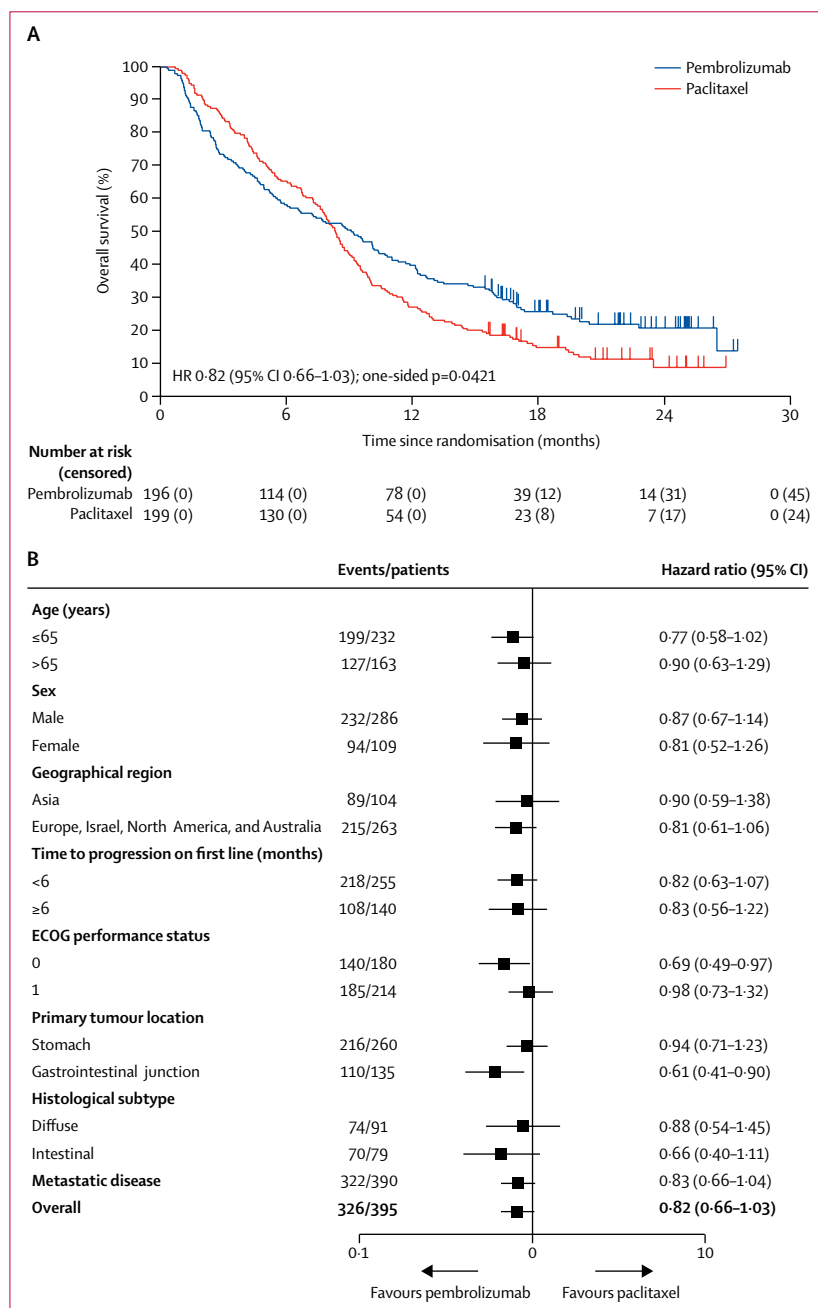 A
100
90
80
70
60
50
40
30
20
10
0
Overall survival (%)
Pembrolizumab
Paclitaxel
HR 0·82 (95% CI 0·66–1·03); one-sided p=0·0421
0 6 12 18 24 30
Time since randomisation (months)
Number at risk
(censored)
Pembrolizumab 196 (0) 114 (0) 78 (0) 39 (12) 14 (31) 0 (45)
Paclitaxel 199 (0) 130 (0) 54 (0) 23 (8) 7 (17) 0 (24)
B
Events/patients Hazard ratio (95% CI)
Age (years)
≤65 199/232 0·77 (0·58–1·02)
>65 127/163 0·90 (0·63–1·29)
Sex
Male 232/286 0·87 (0·67–1·14)
Female 94/109 0·81 (0·52–1·26)
Geographical region
Asia 89/104 0·90 (0·59–1·38)
Europe, Israel, North America, and Australia 215/263 0·81 (0·61–1·06)
Time to progression on first line (months)
<6 218/255 0·82 (0·63–1·07)
≥6 108/140 0·83 (0·56–1·22)
ECOG performance status
0 140/180 0·69 (0·49–0·97)
1 185/214 0·98 (0·73–1·32)
Primary tumour location
Stomach 216/260 0·94 (0·71–1·23)
Gastrointestinal junction 110/135 0·61 (0·41–0·90)
Histological subtype
Diffuse 74/91 0·88 (0·54–1·45)
Intestinal 70/79 0·66 (0·40–1·11)
Metastatic disease 322/390 0·83 (0·66–1·04)
Overall 326/395 0·82 (0·66–1·03)
0·1 0 10
Favours pembrolizumab Favours paclitaxel